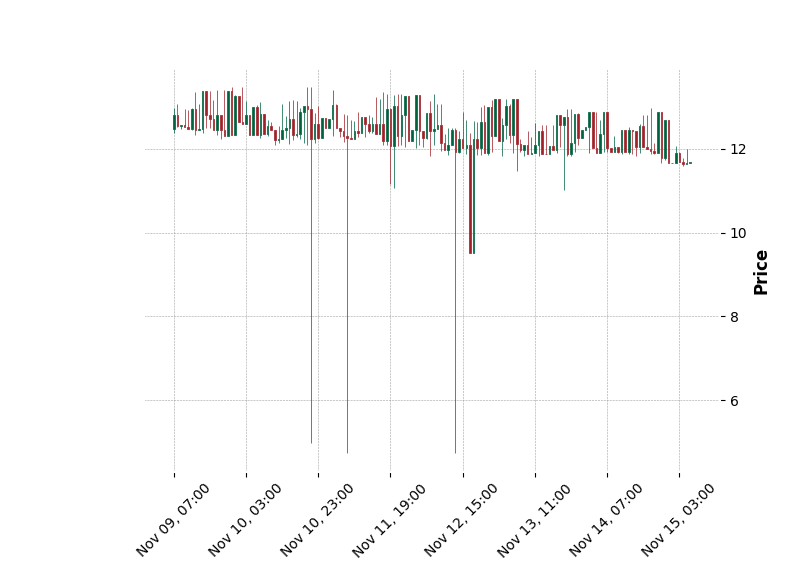 12
10
8
6
Price
Nov 09, 07:00
Nov 10, 03:00
Nov 10, 23:00
Nov 11, 19:00
Nov 12, 15:00
Nov 13, 11:00
Nov 14, 07:00
Nov 15, 03:00